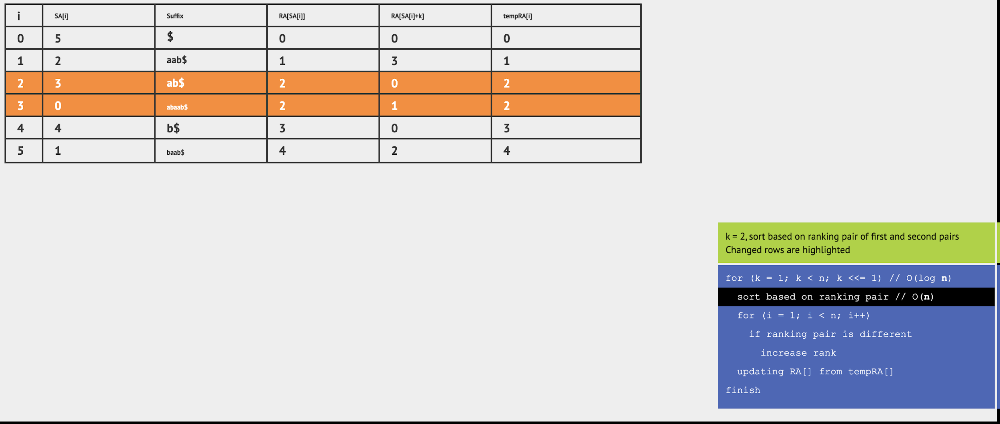 i SA[i] Suffix RA[SA[i]] RA[SA[i]+k] tempRA[i]
0 5 $ 0 0 0
1 2 aab$ 1 3 1
2 3 ab$ 2 0 2
3 0 abaab$ 2 1 2
4 4 b$ 3 0 3
5 1 baab$ 4 2 4
k = 2, sort based on ranking pair of first and second pairs
Changed rows are highlighted
for (k = 1; k < n; k <<= 1) // O(log n)
sort based on ranking pair // O(n)
for (i = 1; i < n; i++)
if ranking pair is different
increase rank
updating RA[] from tempRA[]
finish